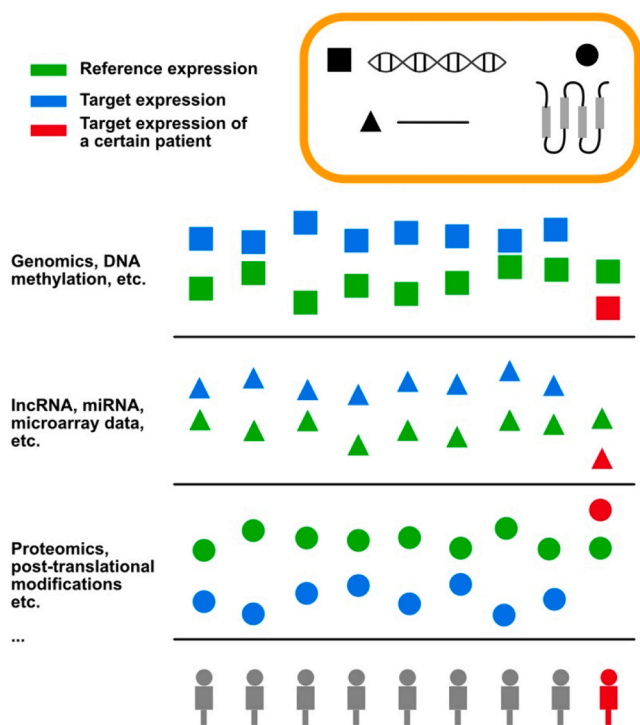 Reference expression
Target expression
Target expression of
a certain patient
Genomics, DNA
methylation, etc.
lncRNA, miRNA,
microarray data,
etc.
Proteomics,
post-translational
modifications
etc.
...